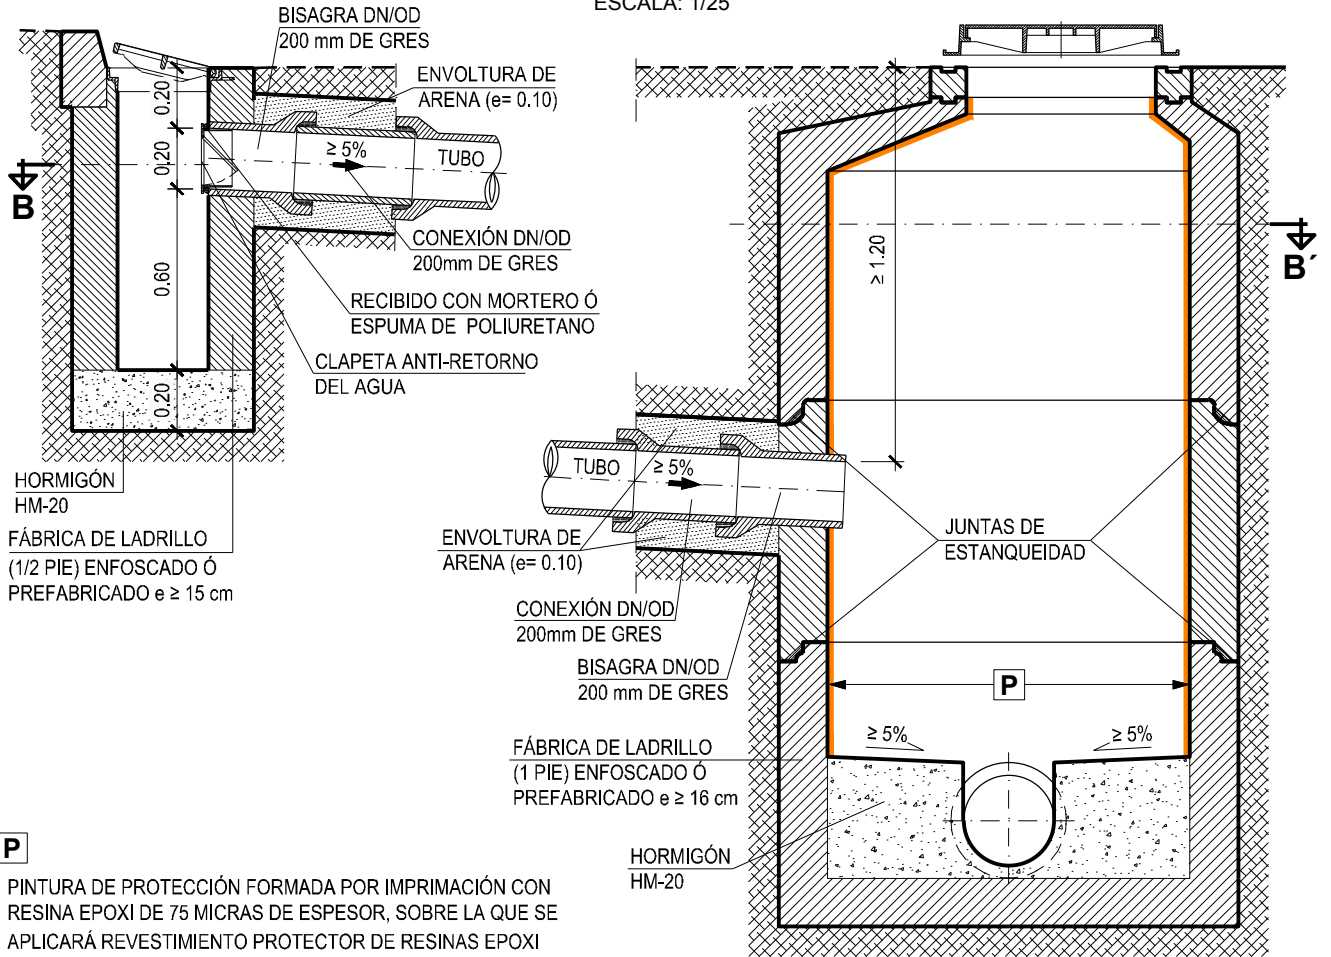 ESCALA: 1/25
BISAGRA DN/OD
200 mm DE GRES
ENVOLTURA DE
ARENA (e= 0.10)
0.20
0.20
≥ 5%
TUBO
B
CONEXIÓN DN/OD
200mm DE GRES
0.60
RECIBIDO CON MORTERO Ó
ESPUMA DE POLIURETANO
CLAPETA ANTI-RETORNO
DEL AGUA
0.20
HORMIGÓN
HM-20
FÁBRICA DE LADRILLO
(1/2 PIE) ENFOSCADO Ó
PREFABRICADO e ≥ 15 cm
≥ 1.20
B´
TUBO
≥ 5%
ENVOLTURA DE
ARENA (e= 0.10)
JUNTAS DE
ESTANQUEIDAD
CONEXIÓN DN/OD
200mm DE GRES
BISAGRA DN/OD
200 mm DE GRES
P
≥ 5%
≥ 5%
FÁBRICA DE LADRILLO
(1 PIE) ENFOSCADO Ó
PREFABRICADO e ≥ 16 cm
HORMIGÓN
HM-20
P
PINTURA DE PROTECCIÓN FORMADA POR IMPRIMACIÓN CON
RESINA EPOXI DE 75 MICRAS DE ESPESOR, SOBRE LA QUE SE
APLICARÁ REVESTIMIENTO PROTECTOR DE RESINAS EPOXI